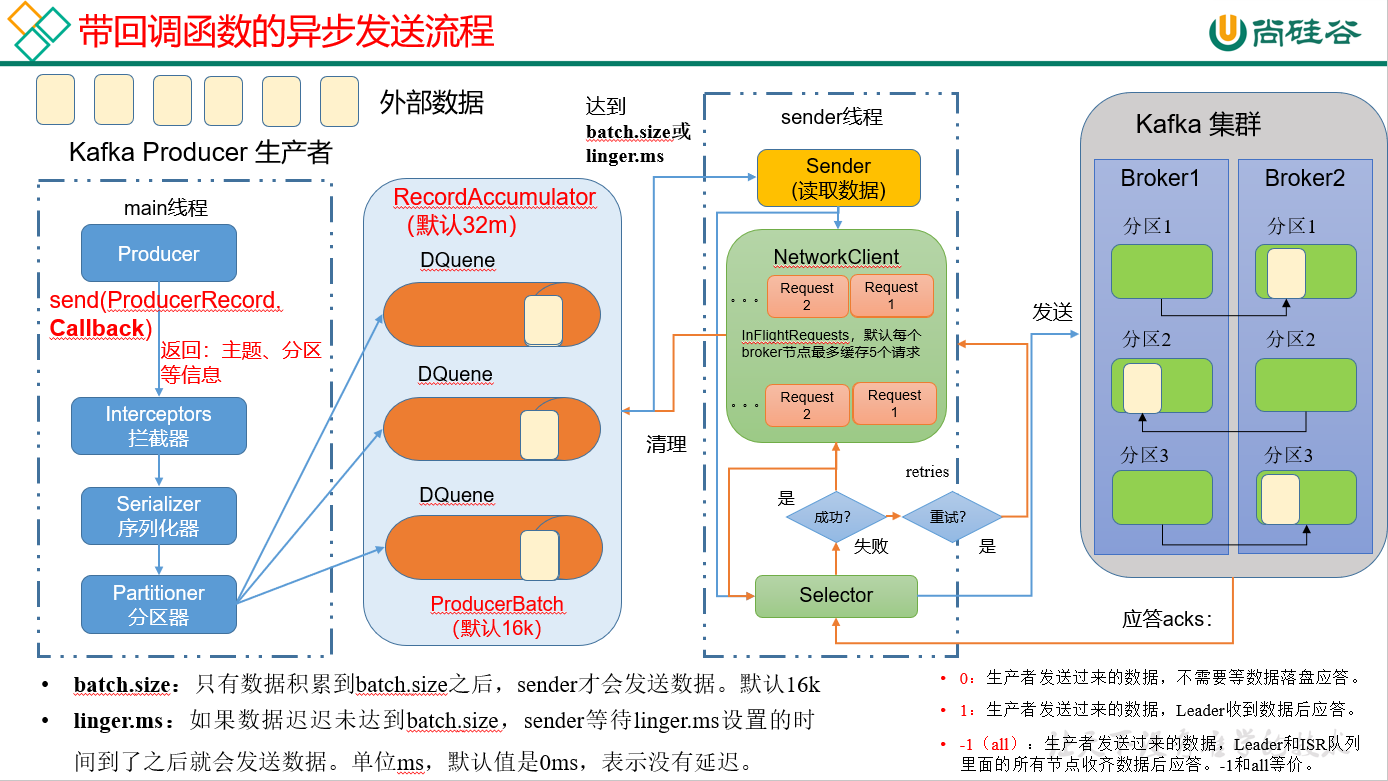 带回调函数的异步发送流程
尚硅谷
外部数据
Kafka Producer 生产者
main线程
Producer
send(ProducerRecord,
Callback)
返回：主题、分区
等信息
Interceptors
拦截器
Serializer
序列化器
Partitioner
分区器
RecordAccumulator
（默认32m）
DQuene
DQuene
DQuene
ProducerBatch
（默认16k）
达到
batch.size或
linger.ms
清理
sender线程
Sender
(读取数据)
NetworkClient
。。。
Request
2
Request
1
InFlightRequests，默认每个
broker节点最多缓存5个请求
。。。
Request
2
Request
1
retries
是
成功？
失败
重试？
是
Selector
发送
Kafka 集群
Broker1
分区1
分区2
分区3
Broker2
分区1
分区2
分区3
应答acks：
• batch.size：只有数据积累到batch.size之后，sender才会发送数据。默认16k
• linger.ms：如果数据迟迟未达到batch.size，sender等待linger.ms设置的时
间到了之后就会发送数据。单位ms，默认值是0ms，表示没有延迟。
• 0：生产者发送过来的数据，不需要等数据落盘应答。
• 1：生产者发送过来的数据，Leader收到数据后应答。
• -1（all）：生产者发送过来的数据，Leader和ISR队列
里面的所有节点收齐数据后应答。-1和all等价。